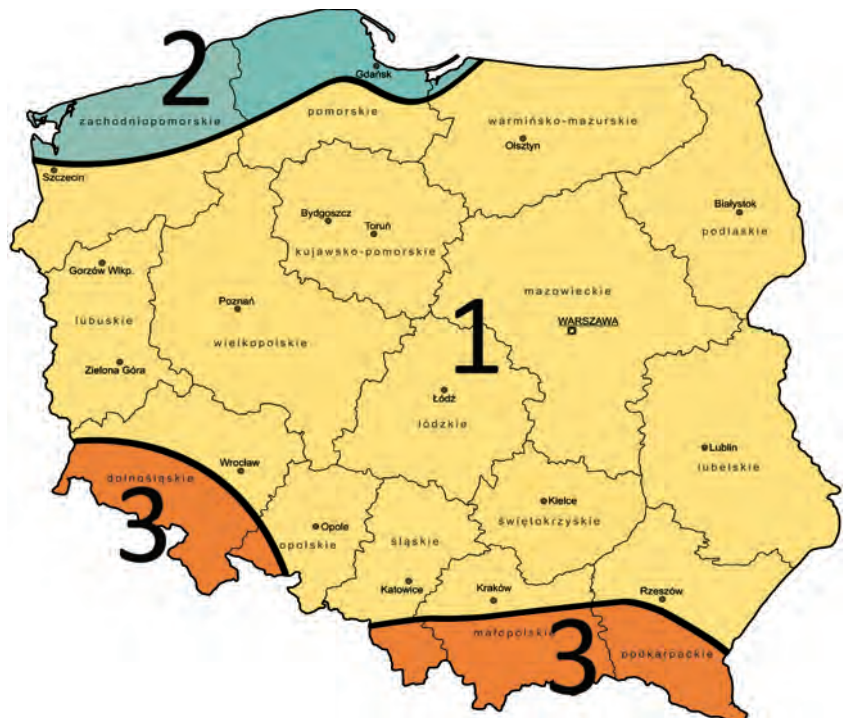 2
Gdańsk
zachodniopomorskie
pomorskie
warmińsko-mazurskie
Olsztyn
Szczecin
Bydgoszcz
Toruń
kujawsko-pomorskie
Białystok
podlaskie
Gorzów Wlkp.
mazowieckie
Poznań
lubuskie
1
WARSZAWA
wielkopolskie
Zielona Góra
Łódź
łódzkie
Wrocław
Lublin
lubelskie
dolnośląskie
3
Kielce
świętokrzyskie
Opole
opolskie
śląskie
Katowice
Kraków
Rzeszów
małopolskie
3
podkarpackie